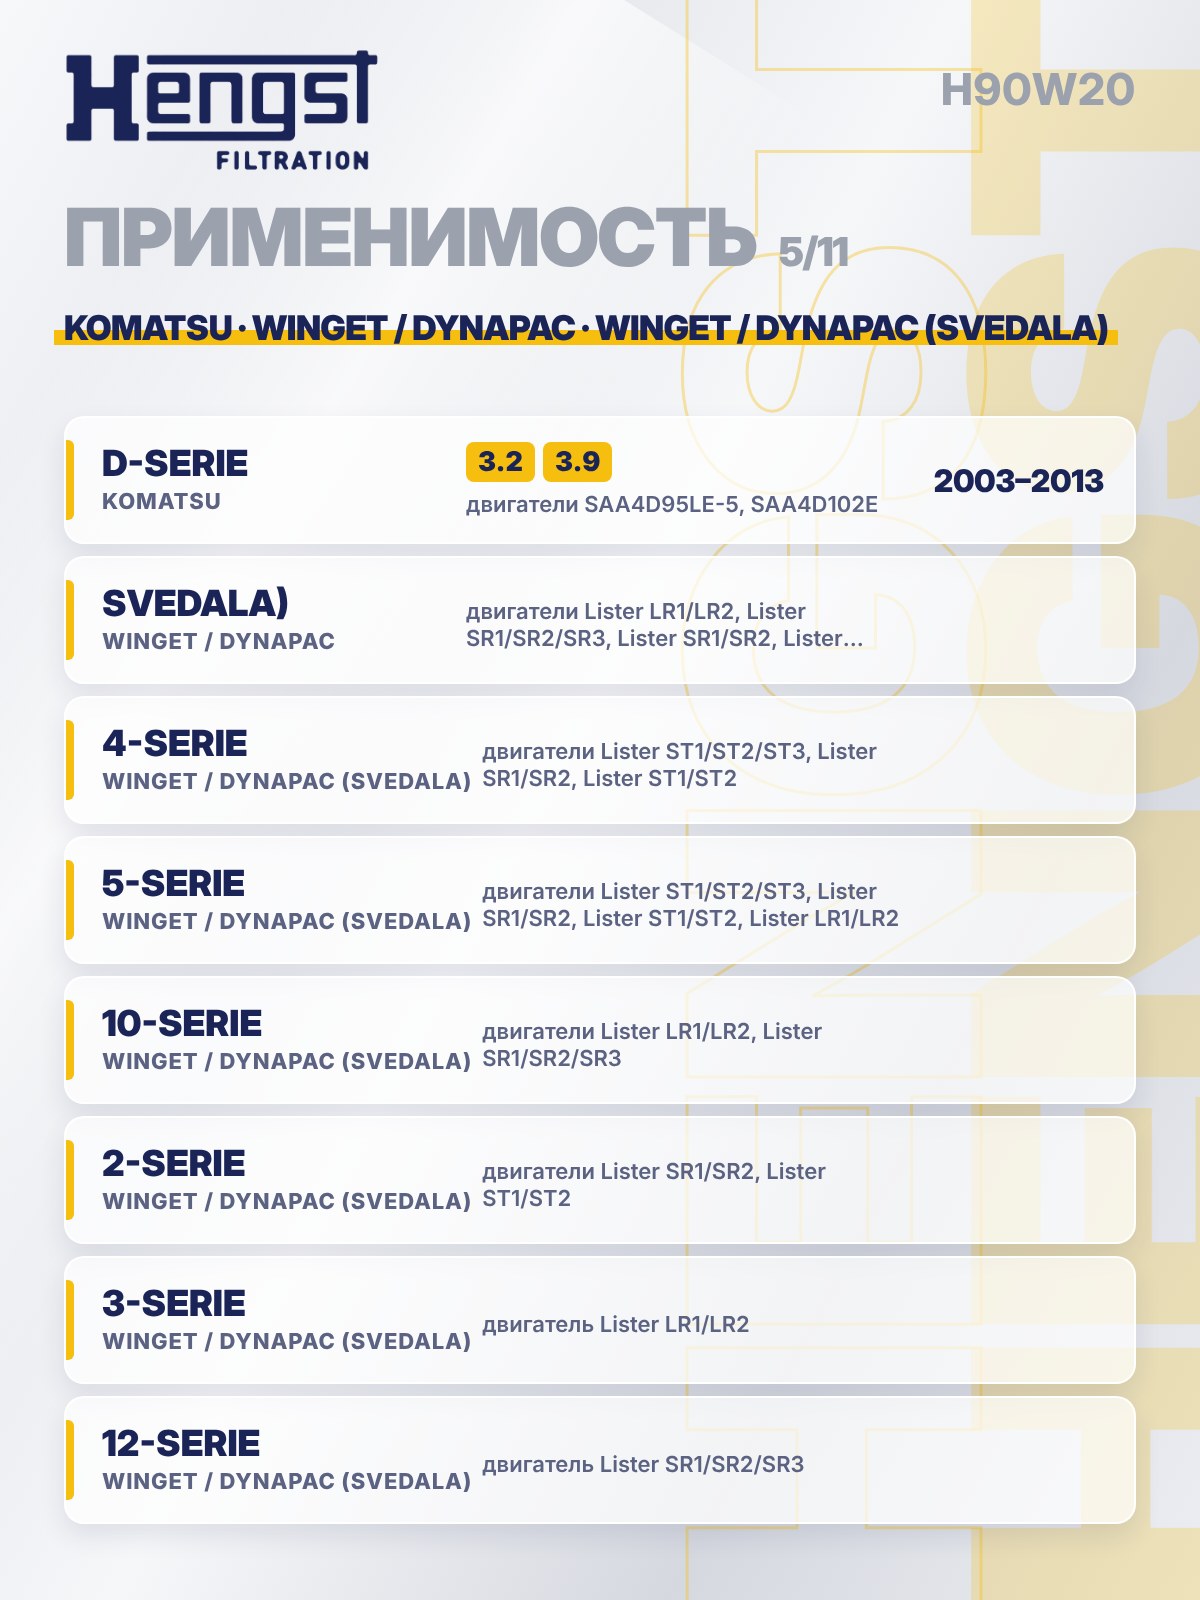 Hengst
FILTRATION
H90W20
ПРИМЕНИМОСТЬ 5/11
KOMATSU · WINGET / DYNAPAC · WINGET / DYNAPAC (SVEDALA)
D-SERIE
KOMATSU
3.2 3.9
двигатели SAA4D95LE-5, SAA4D102E
2003–2013
SVEDALA)
WINGET / DYNAPAC
двигатели Lister LR1/LR2, Lister
SR1/SR2/SR3, Lister SR1/SR2, Lister...
4-SERIE
WINGET / DYNAPAC (SVEDALA)
двигатели Lister ST1/ST2/ST3, Lister
SR1/SR2, Lister ST1/ST2
5-SERIE
WINGET / DYNAPAC (SVEDALA)
двигатели Lister ST1/ST2/ST3, Lister
SR1/SR2, Lister ST1/ST2, Lister LR1/LR2
10-SERIE
WINGET / DYNAPAC (SVEDALA)
двигатели Lister LR1/LR2, Lister
SR1/SR2/SR3
2-SERIE
WINGET / DYNAPAC (SVEDALA)
двигатели Lister SR1/SR2, Lister
ST1/ST2
3-SERIE
WINGET / DYNAPAC (SVEDALA)
двигатель Lister LR1/LR2
12-SERIE
WINGET / DYNAPAC (SVEDALA)
двигатель Lister SR1/SR2/SR3
HENGST